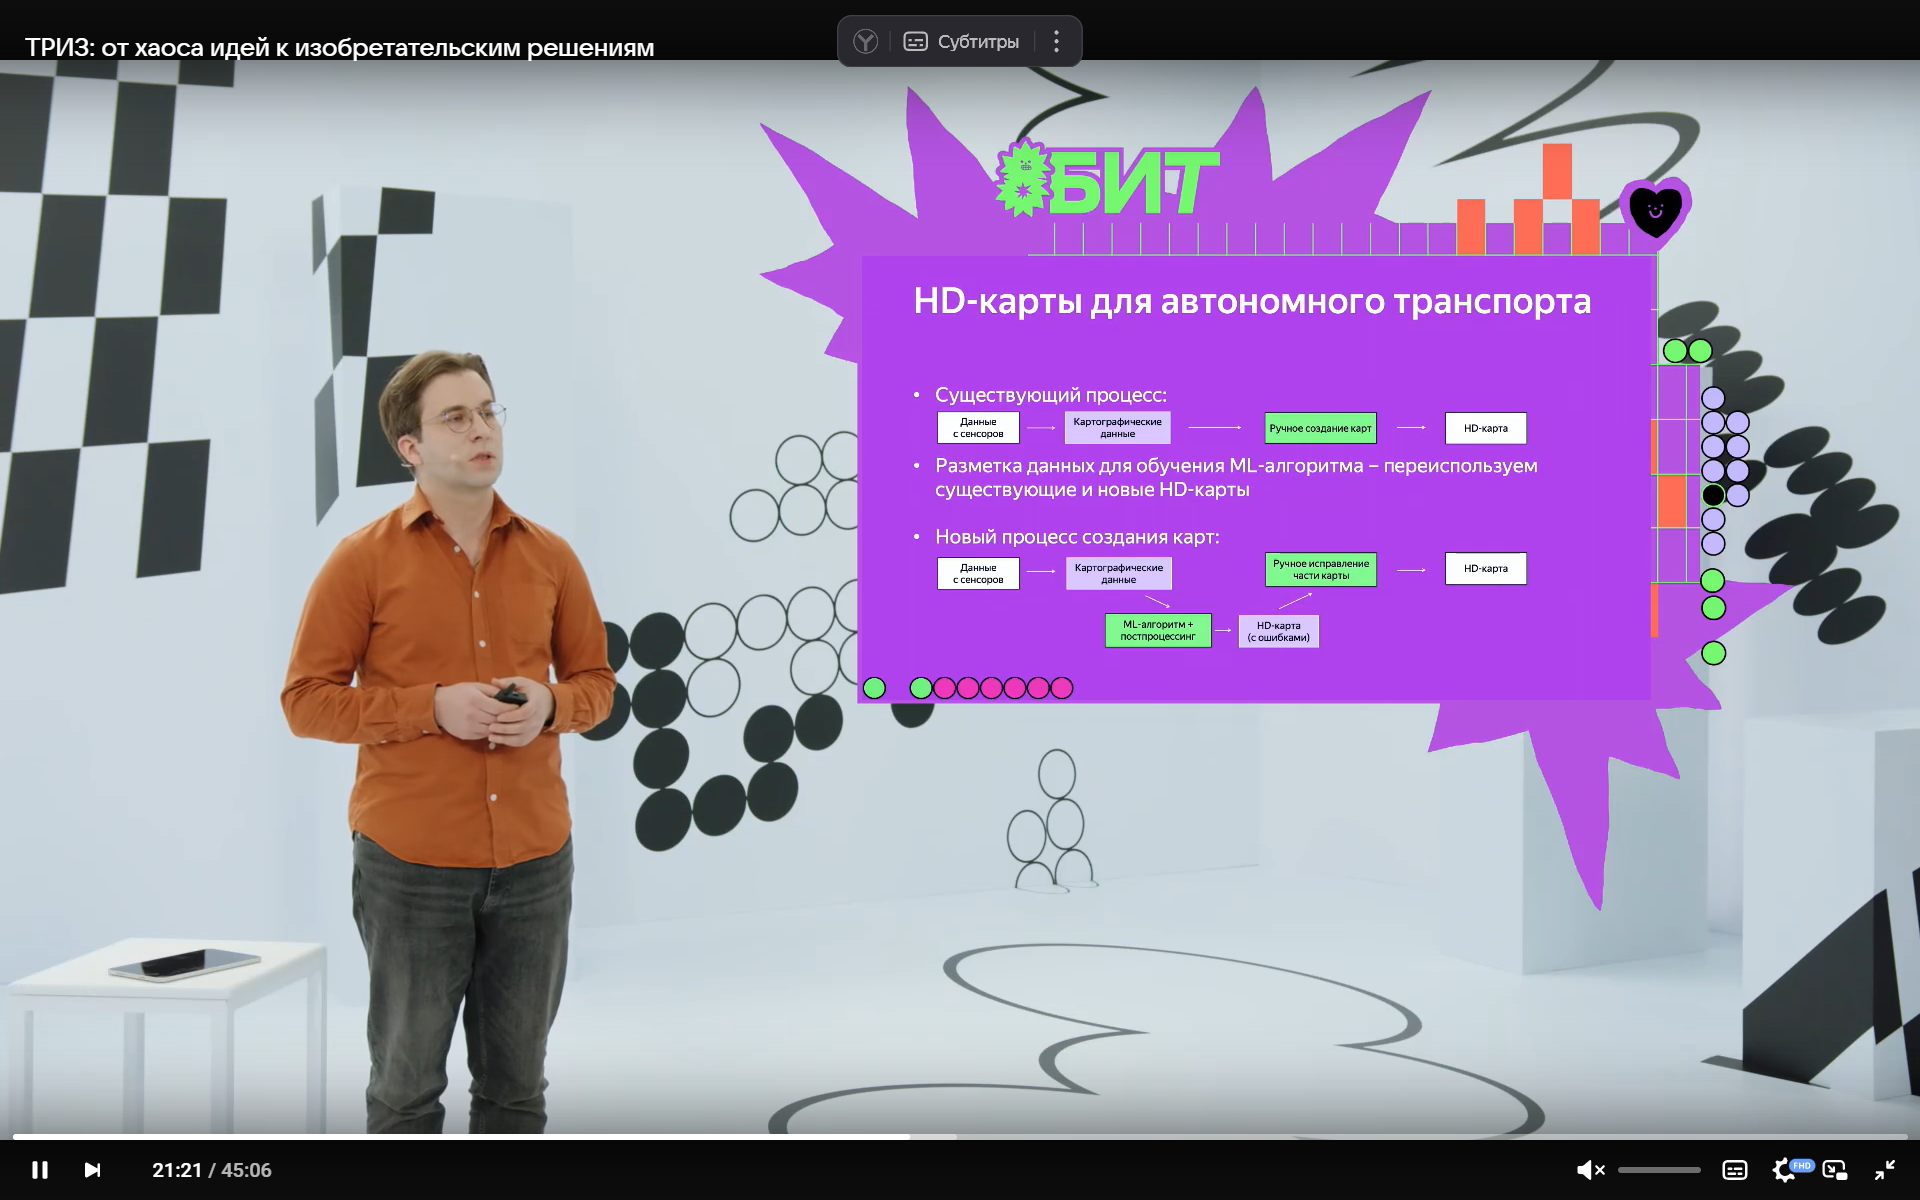 ТРИЗ: от хаоса идей к изобретательским решениям
Субтитры
БИТ
HD-карты для автономного транспорта
• Существующий процесс:
Данные
с сенсоров
Картографические
данные
Ручное создание карт
HD-карта
• Разметка данных для обучения ML-алгоритма – переиспользуем
существующие и новые HD-карты
• Новый процесс создания карт:
Данные
с сенсоров
Картографические
данные
Ручное исправление
части карты
HD-карта
ML-алгоритм +
постпроцессинг
HD-карта
(с ошибками)
21:21 / 45:06
FHD